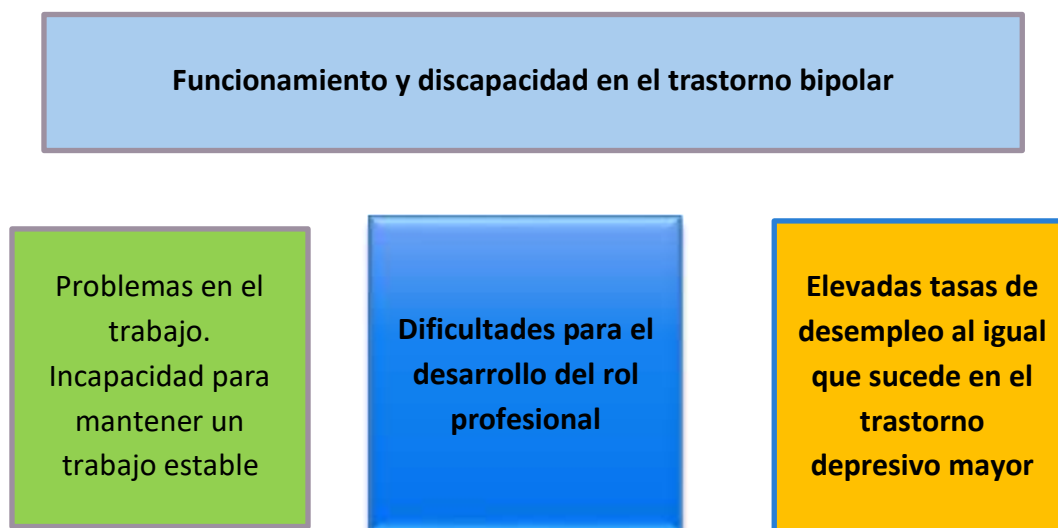 Funcionamiento y discapacidad en el trastorno bipolar
Problemas en el
trabajo.
Incapacidad para
mantener un
trabajo estable
Dificultades para el
desarrollo del rol
profesional
Elevadas tasas de
desempleo al igual
que sucede en el
trastorno
depresivo mayor